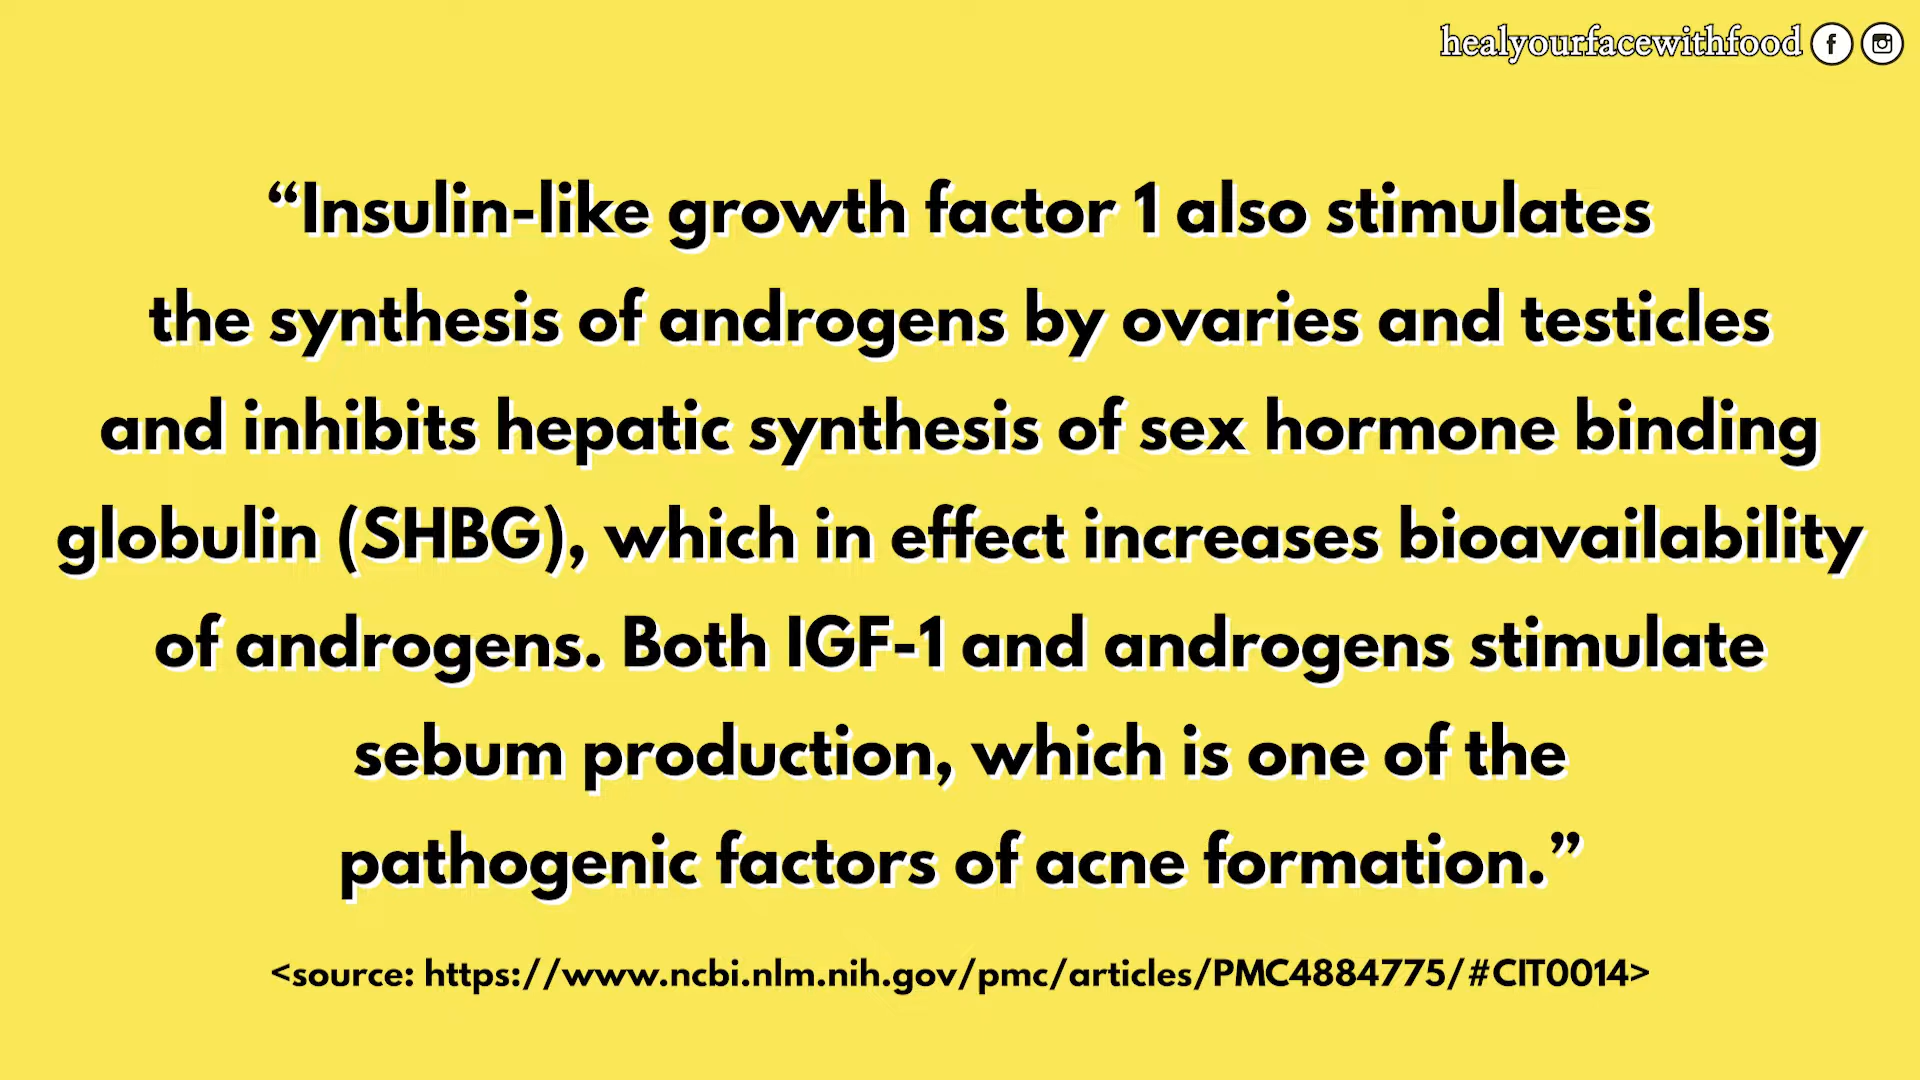 healyourfacewithfood
“Insulin-like growth factor 1 also stimulates
the synthesis of androgens by ovaries and testicles
and inhibits hepatic synthesis of sex hormone binding
globulin (SHBG), which in effect increases bioavailability
of androgens. Both IGF-1 and androgens stimulate
sebum production, which is one of the
pathogenic factors of acne formation.”
<source: https://www.ncbi.nlm.nih.gov/pmc/articles/PMC4884775/#CIT0014>